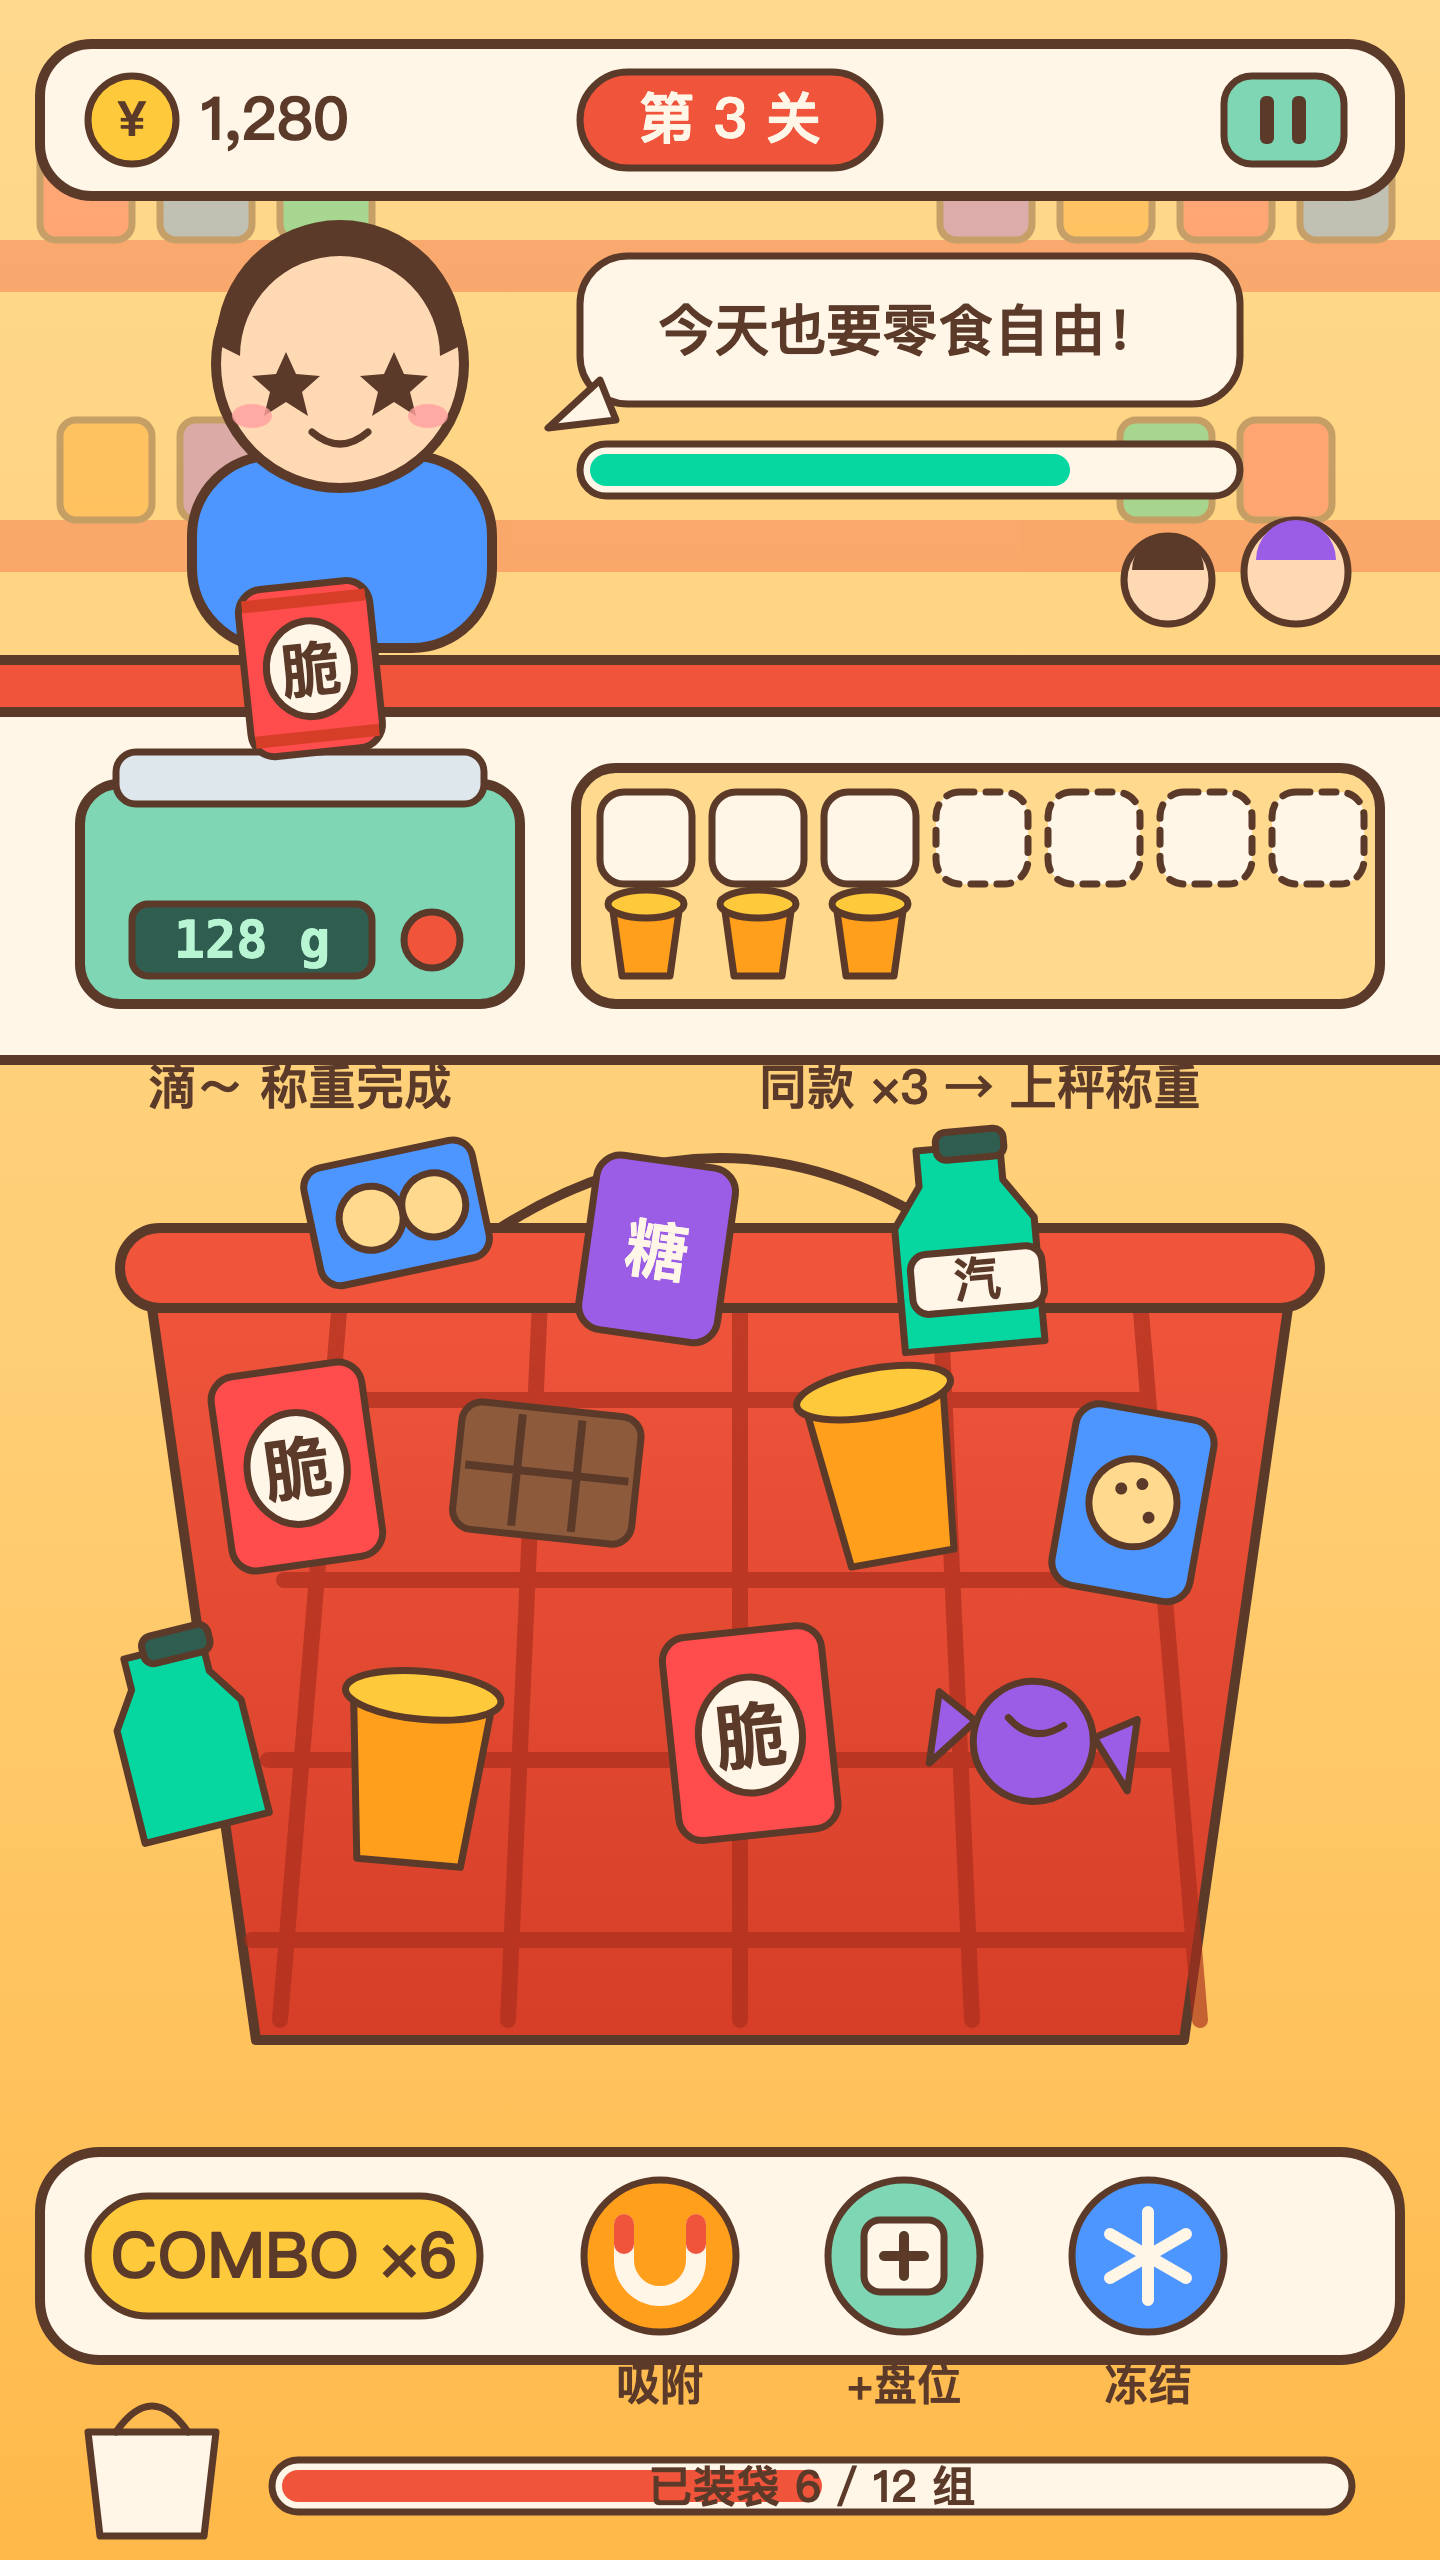 ¥ 1,280
第 3 关
今天也要零食自由！
脆
128 g
滴～ 称重完成
同款 ×3 → 上秤称重
糖
汽
脆
脆
COMBO ×6
吸附
+盘位
冻结
已装袋 6 / 12 组